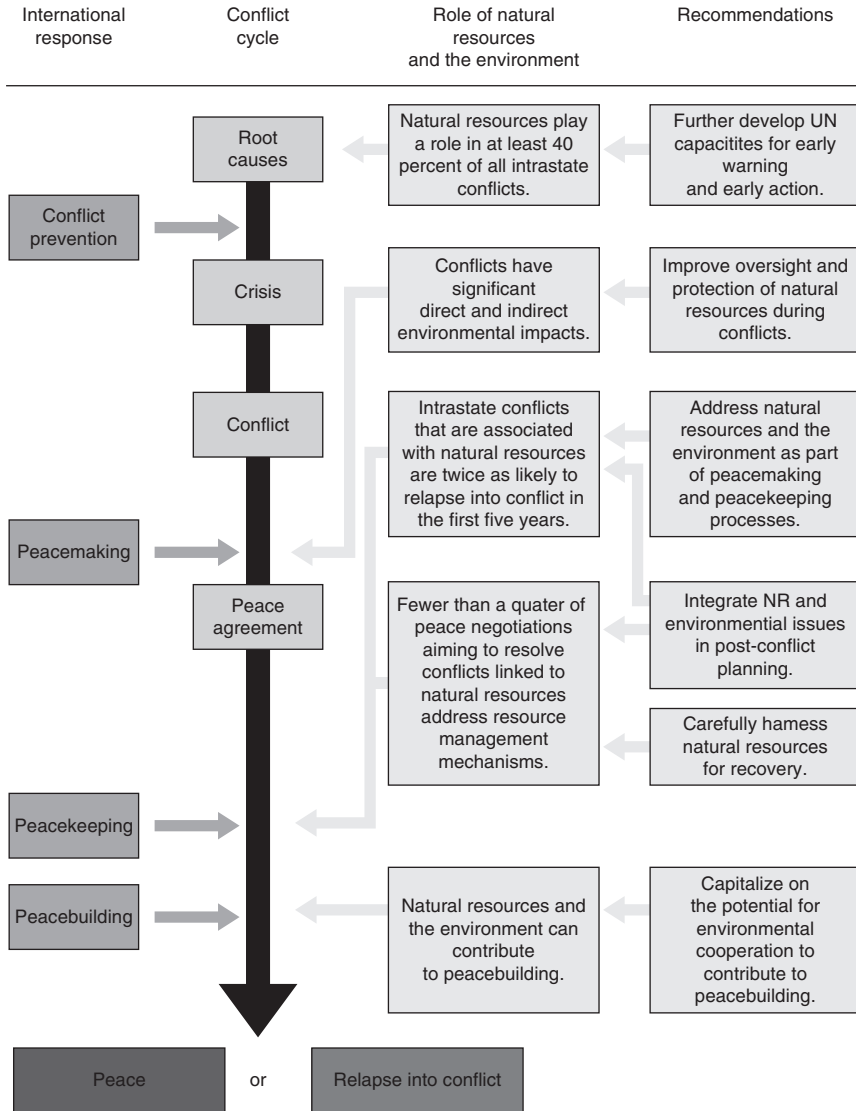 International
response
Conflict
cycle
Role of natural
resources
and the environment
Recommendations
Root
causes
Natural resources play
a role in at least 40
percent of all intrastate
conflicts.
Further develop UN
capacitites for early
warning
and early action.
Conflict
prevention
Crisis
Conflicts have
significant
direct and indirect
environmental impacts.
Improve oversight and
protection of natural
resources during
conflicts.
Conflict
Intrastate conflicts
that are associated
with natural resources
are twice as likely to
relapse into conflict in
the first five years.
Address natural
resources and the
environment as part
of peacemaking
and peacekeeping
processes.
Peacemaking
Peace
agreement
Fewer than a quater of
peace negotiations
aiming to resolve
conflicts linked to
natural resources
address resource
management
mechanisms.
Integrate NR and
environmential issues
in post-conflict
planning.
Carefully harness
natural resources
for recovery.
Peacekeeping
Peacebuilding
Natural resources and
the environment can
contribute
to peacebuilding.
Capitalize on
the potential for
environmental
cooperation to
contribute to
peacebuilding.
Peace
or
Relapse into conflict